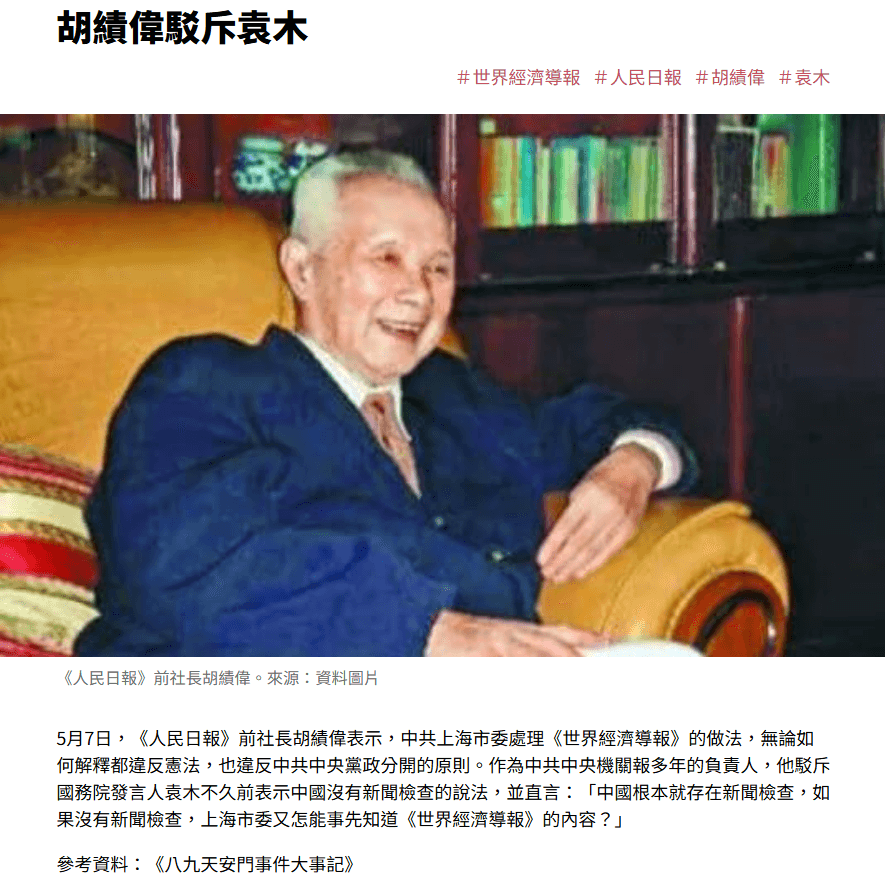 胡績偉駁斥袁木
＃世界經濟導報 ＃人民日報 ＃胡績偉 ＃袁木
《人民日報》前社長胡績偉。來源：資料圖片
5月7日，《人民日報》前社長胡績偉表示，中共上海市委處理《世界經濟導報》的做法，無論如
何解釋都違反憲法，也違反中共中央黨政分開的原則。作為中共中央機關報多年的負責人，他駁斥
國務院發言人袁木不久前表示中國沒有新聞檢查的說法，並直言：「中國根本就存在新聞檢查，如
果沒有新聞檢查，上海市委又怎能事先知道《世界經濟導報》的內容？」
參考資料：《八九天安門事件大事記》